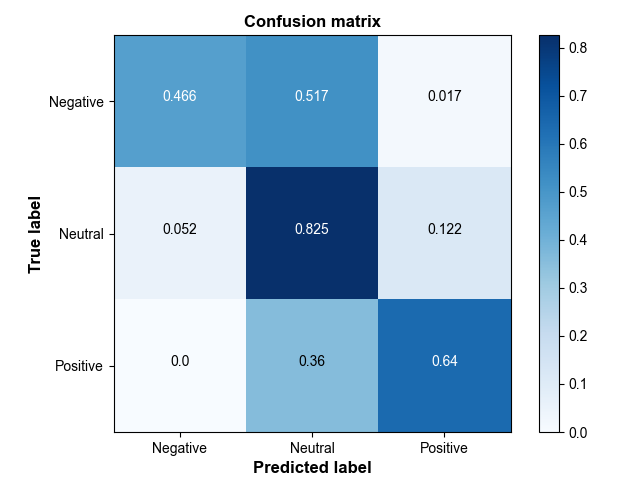 Confusion matrix
Negative 0.466 0.517 0.017
Neutral 0.052 0.825 0.122
Positive 0.0 0.36 0.64
Negative Neutral Positive
Predicted label
True label
0.8
0.7
0.6
0.5
0.4
0.3
0.2
0.1
0.0